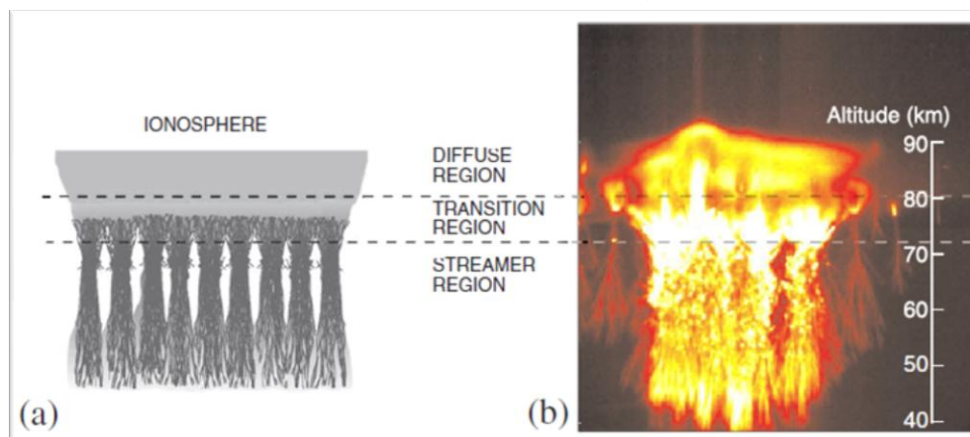 IONOSPHERE
DIFFUSE
REGION
TRANSITION
REGION
STREAMER
REGION
(a)
(b)
Altitude (km)
90
80
70
60
50
40